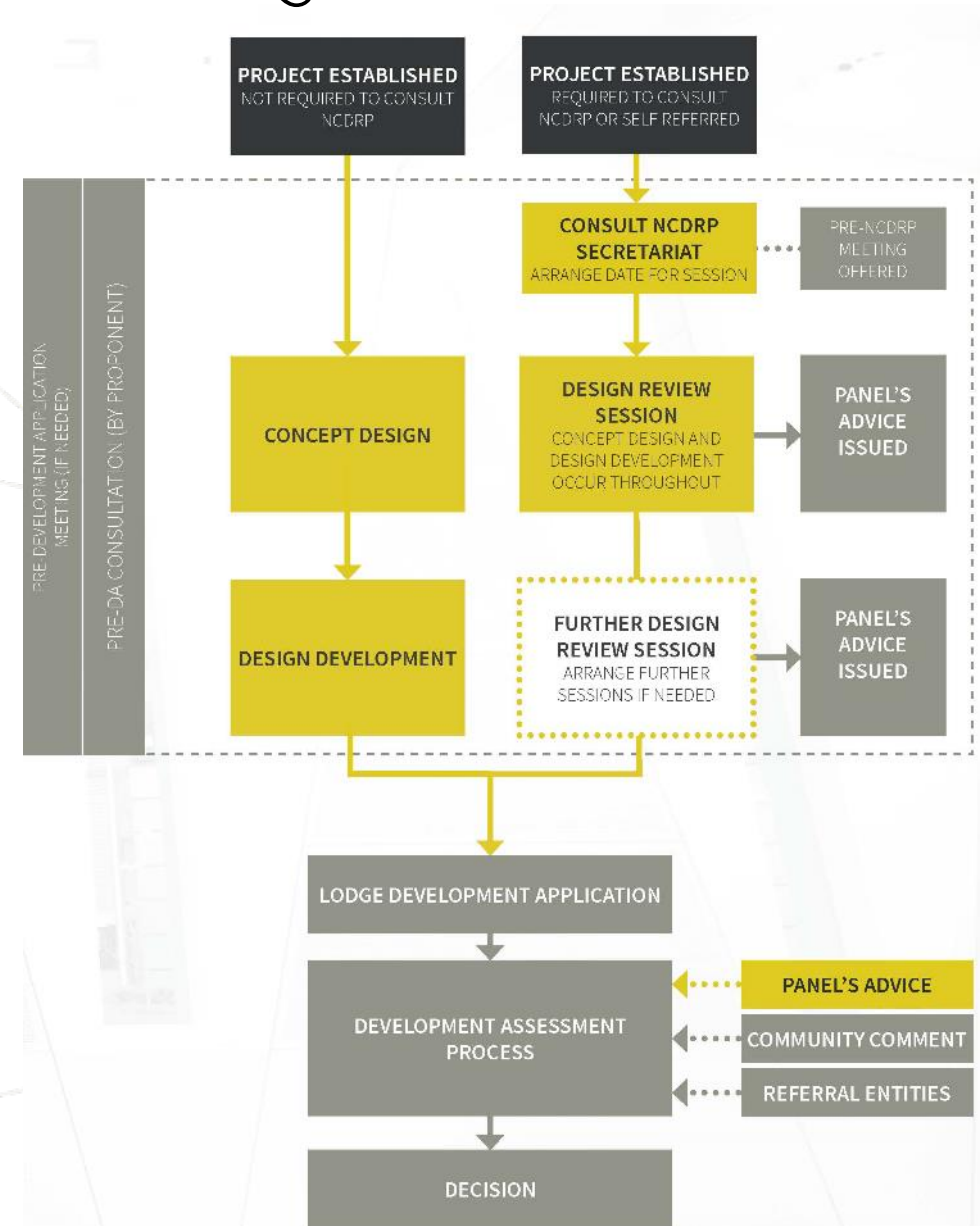 PROJECT ESTABLISHED
NOT REQUIRED TO CONSULT
NCDRP
PROJECT ESTABLISHED
REQUIRED TO CONSULT
NCDRP OR SELF REFERRED
PRE-DEVELOPMENT APPLICATION
MEETING (IF NEEDED)
PRE-DA CONSULTATION (BY PROPONENT)
CONSULT NCDRP
SECRETARIAT
ARRANGE DATE FOR SESSION
PRE-NCDRP
MEETING
OFFERED
CONCEPT DESIGN
DESIGN REVIEW
SESSION
CONCEPT DESIGN AND
DESIGN DEVELOPMENT
OCCUR THROUGHOUT
PANEL'S
ADVICE
ISSUED
DESIGN DEVELOPMENT
FURTHER DESIGN
REVIEW SESSION
ARRANGE FURTHER
SESSIONS IF NEEDED
PANEL'S
ADVICE
ISSUED
LODGE DEVELOPMENT APPLICATION
DEVELOPMENT ASSESSMENT
PROCESS
PANEL'S ADVICE
COMMUNITY COMMENT
REFERRAL ENTITIES
DECISION